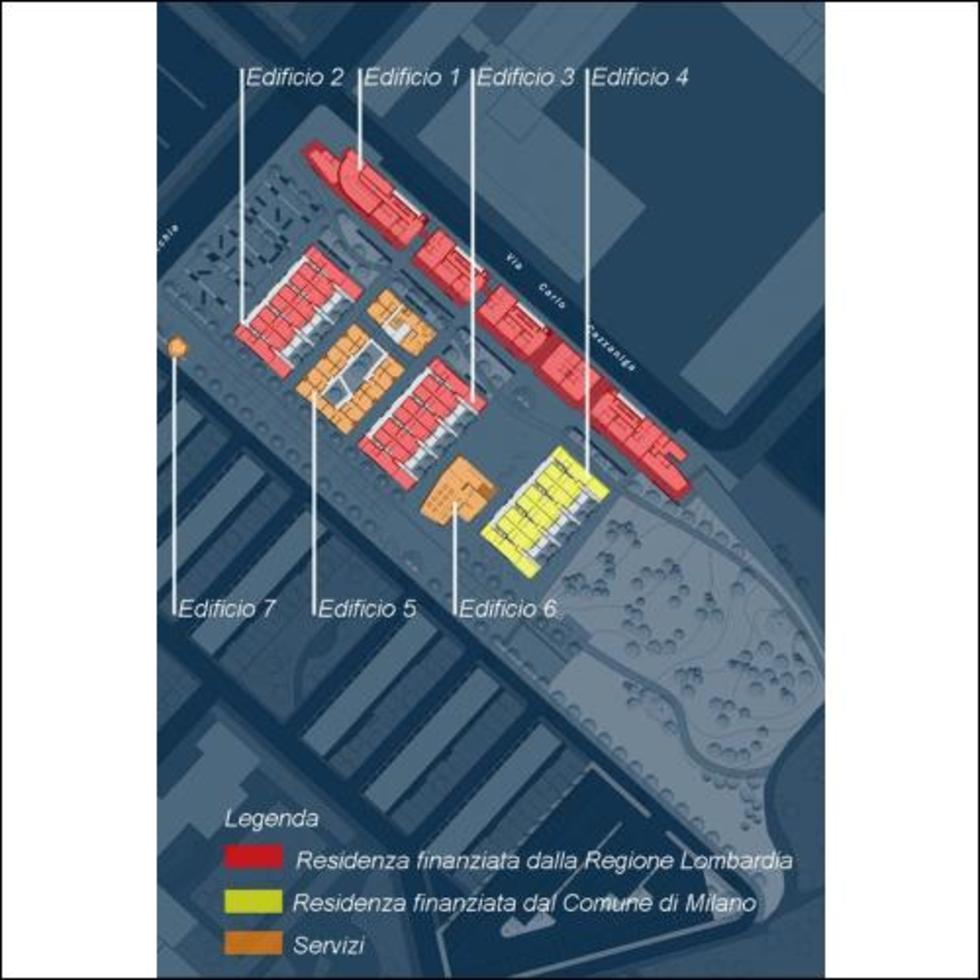 Edificio 2
Edificio 1
Edificio 3
Edificio 4
Via Carlo Cazzaniga
Edificio 7
Edificio 5
Edificio 6
Legenda
Residenza finanziata dalla Regione Lombardia
Residenza finanziata dal Comune di Milano
Servizi